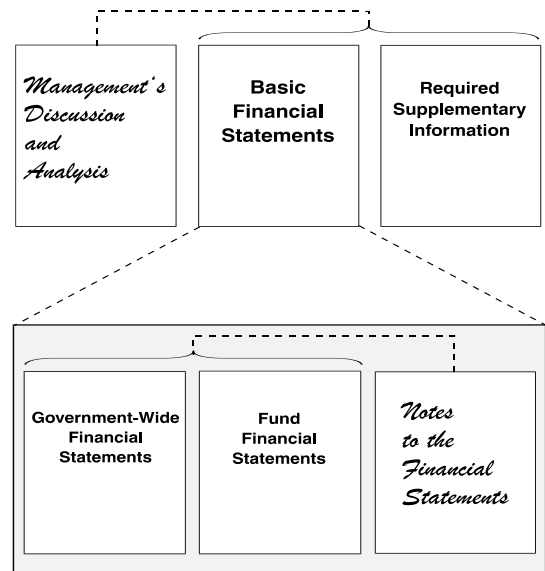 Management's
Discussion
and
Analysis
Basic
Financial
Statements
Required
Supplementary
Information
Government-Wide
Financial
Statements
Fund
Financial
Statements
Notes
to the
Financial
Statements